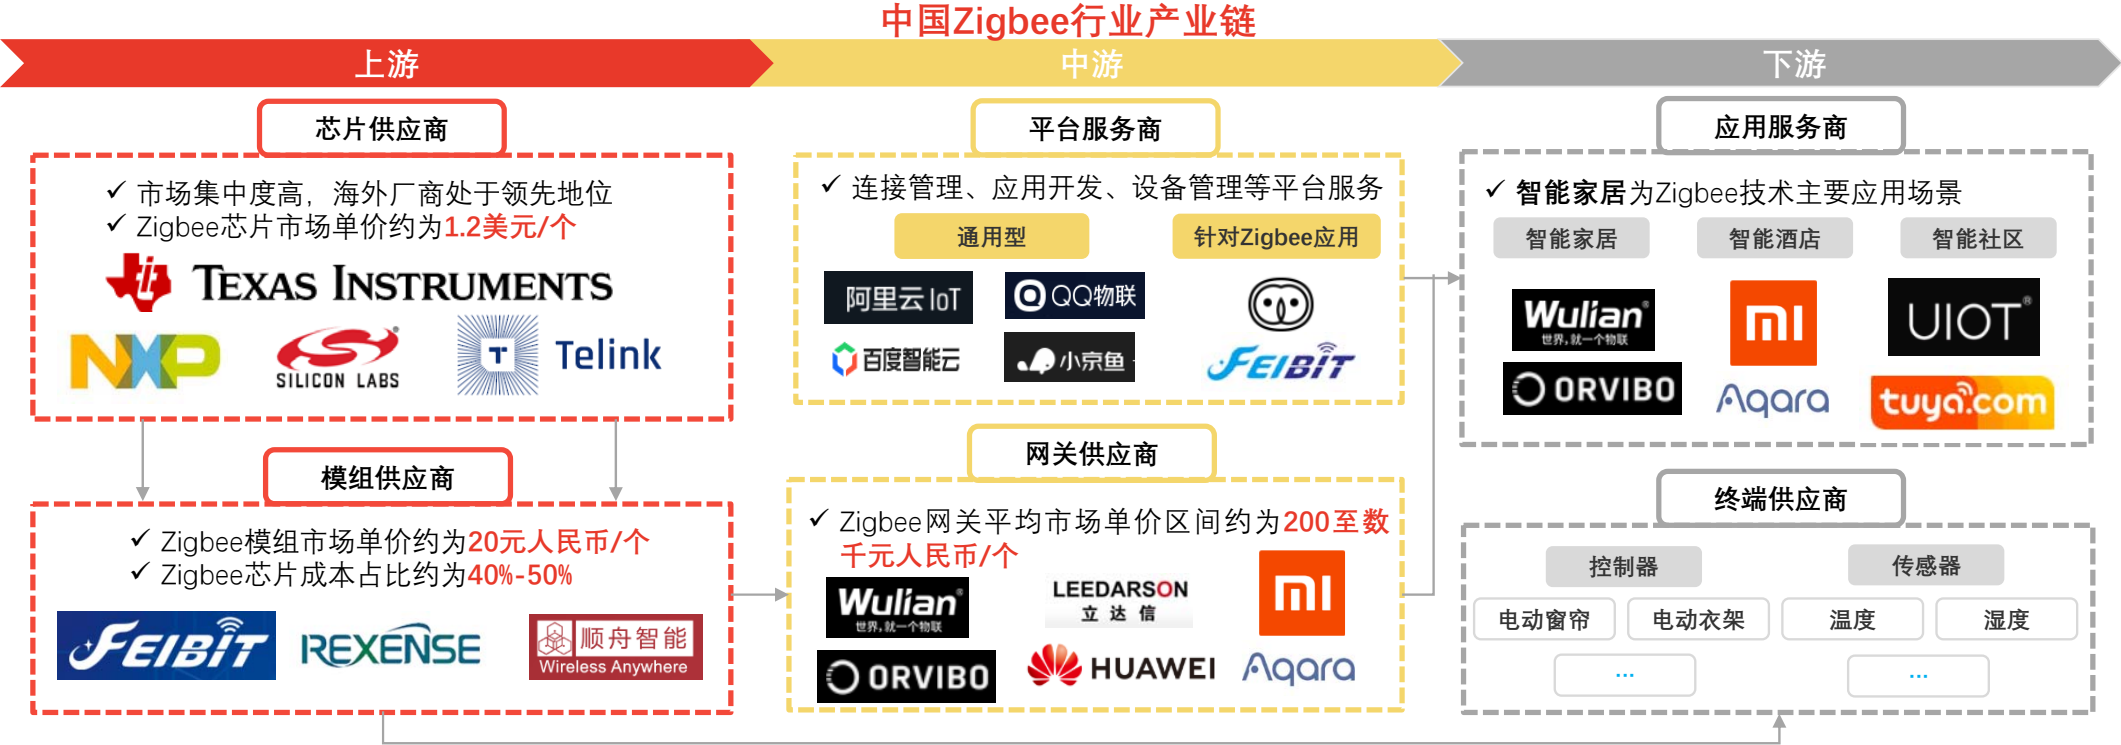 中国Zigbee行业产业链
上游
中游
下游
芯片供应商
市场集中度高，海外厂商处于领先地位
Zigbee芯片市场单价约为1.2美元/个
TEXAS INSTRUMENTS
NXP
SILICON LABS
T
Telink
模组供应商
Zigbee模组市场单价约为20元人民币/个
Zigbee芯片成本占比约为40%-50%
FEIBIT
REXENSE
顺舟智能
Wireless Anywhere
平台服务商
连接管理、应用开发、设备管理等平台服务
通用型
针对Zigbee应用
阿里云 IoT
QQ物联
百度智能云
小京鱼
FEIBIT
网关供应商
Zigbee网关平均市场单价区间约为200至数
千元人民币/个
Wulian®
世界，就一个物联
LEEDARSON
立达信
mi
ORVIBO
HUAWEI
Aqara
应用服务商
智能家居为Zigbee技术主要应用场景
智能家居
智能酒店
智能社区
Wulian®
世界，就一个物联
mi
UIOT®
ORVIBO
Aqara
tuya.com
终端供应商
控制器
传感器
电动窗帘
电动衣架
温度
湿度
...
...